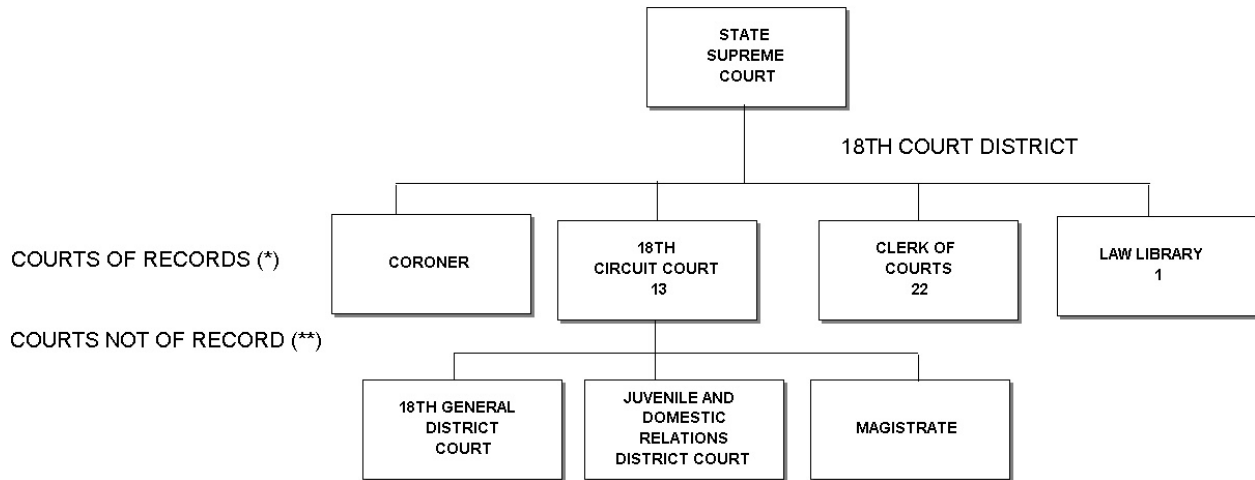 STATE
SUPREME
COURT
18TH COURT DISTRICT
COURTS OF RECORDS (*)
CORONER
18TH
CIRCUIT COURT
13
CLERK OF
COURTS
22
LAW LIBRARY
1
COURTS NOT OF RECORD (**)
18TH GENERAL
DISTRICT
COURT
JUVENILE AND
DOMESTIC
RELATIONS
DISTRICT COURT
MAGISTRATE